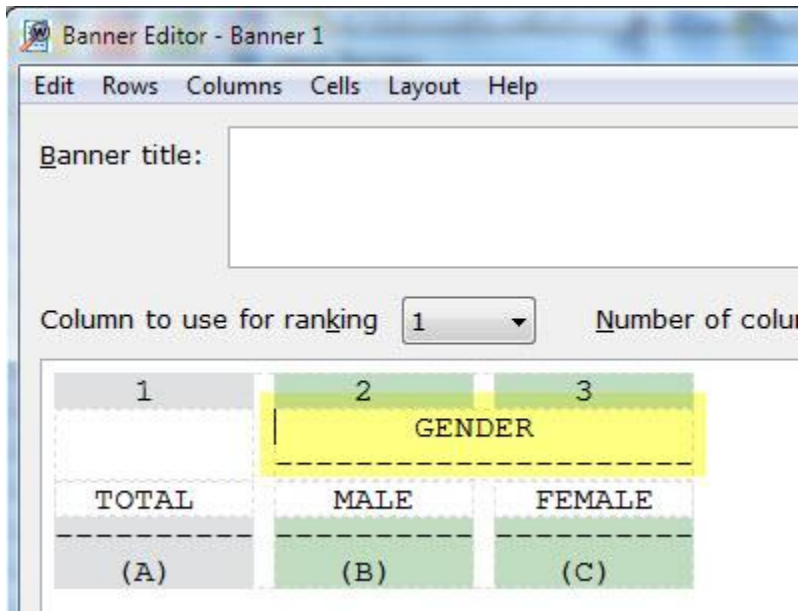 Banner Editor - Banner 1
Edit Rows Columns Cells Layout Help
Banner title:
Column to use for ranking 1 Number of colu
1 2 3
GENDER
---------------------
TOTAL MALE FEMALE
---------- ---------- ----------
(A) (B) (C)